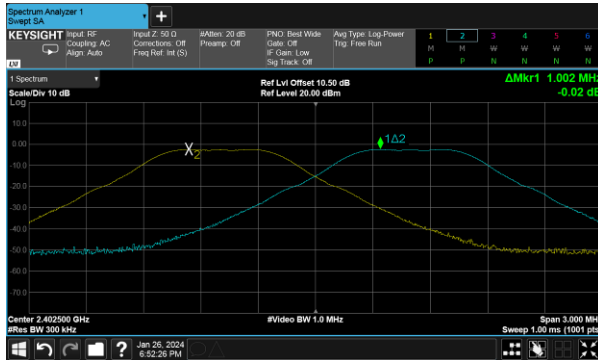 Spectrum Analyzer 1
Swept SA
KEYSIGHT
Input: RF
Coupling: AC
Align: Auto
Input Z: 50 Ω
Corrections: Off
Freq Ref: Int (S)
#Atten: 20 dB
Preamp: Off
PNO: Best Wide
Gate: Off
IF Gain: Low
Sig Track: Off
Avg Type: Log-Power
Trig: Free Run
1 2 3 4 5 6
M M W W W W
P P N N N N
LXI
1 Spectrum
Scale/Div 10 dB
Ref Lvl Offset 10.50 dB
Ref Level 20.00 dBm
ΔMkr1 1.002 MHz
-0.02 dB
Log
10.0
0.00
-10.0
-20.0
-30.0
-40.0
-50.0
-60.0
-70.0
X2
1Δ2
Center 2.402500 GHz
#Res BW 300 kHz
#Video BW 1.0 MHz
Span 3.000 MHz
Sweep 1.00 ms (1001 pts)
?
Jan 26, 2024
6:52:26 PM